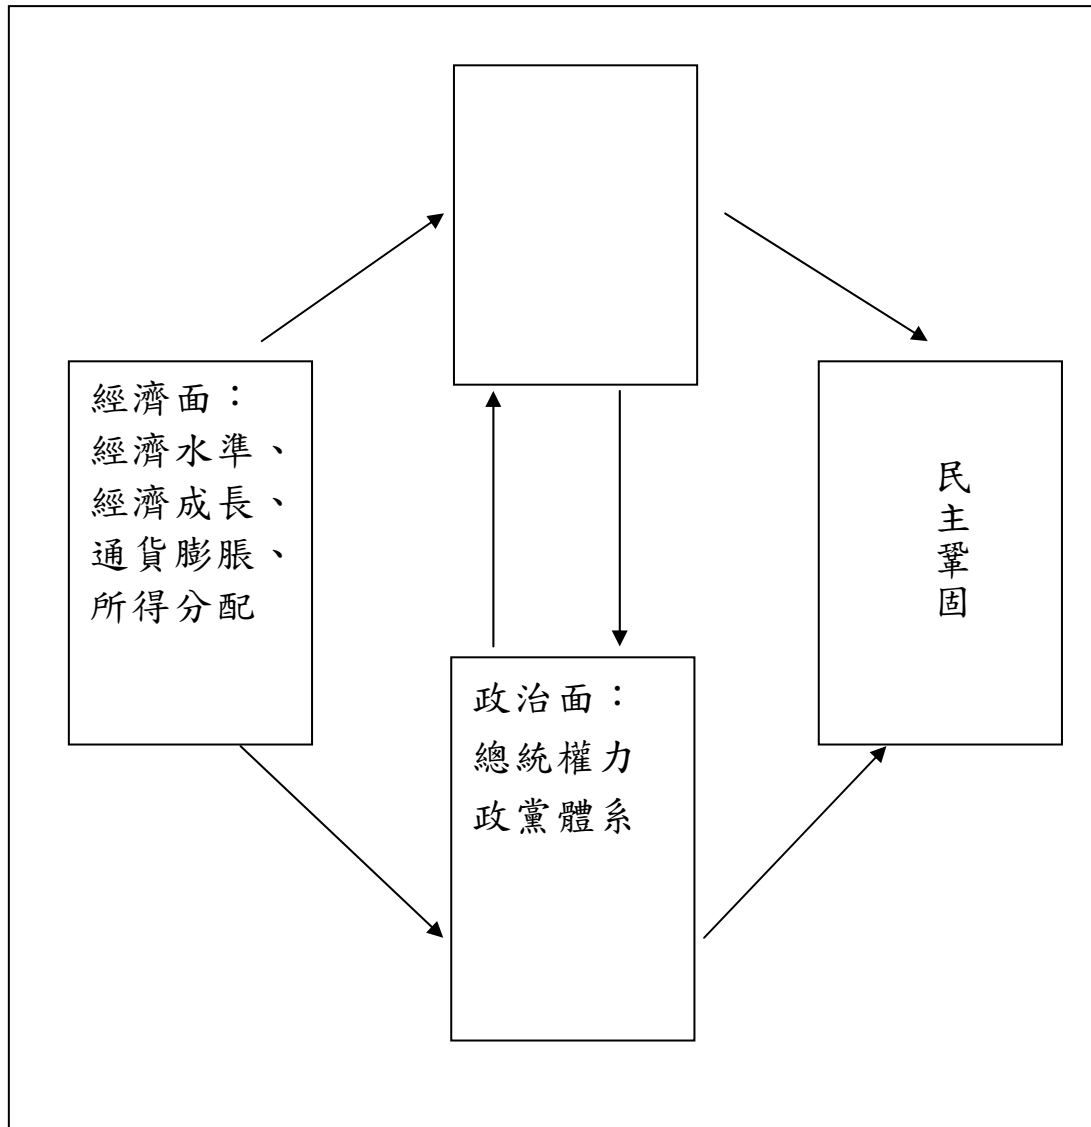 經濟面：
經濟水準、
經濟成長、
通貨膨脹、
所得分配
政治面：
總統權力
政黨體系
民主鞏固